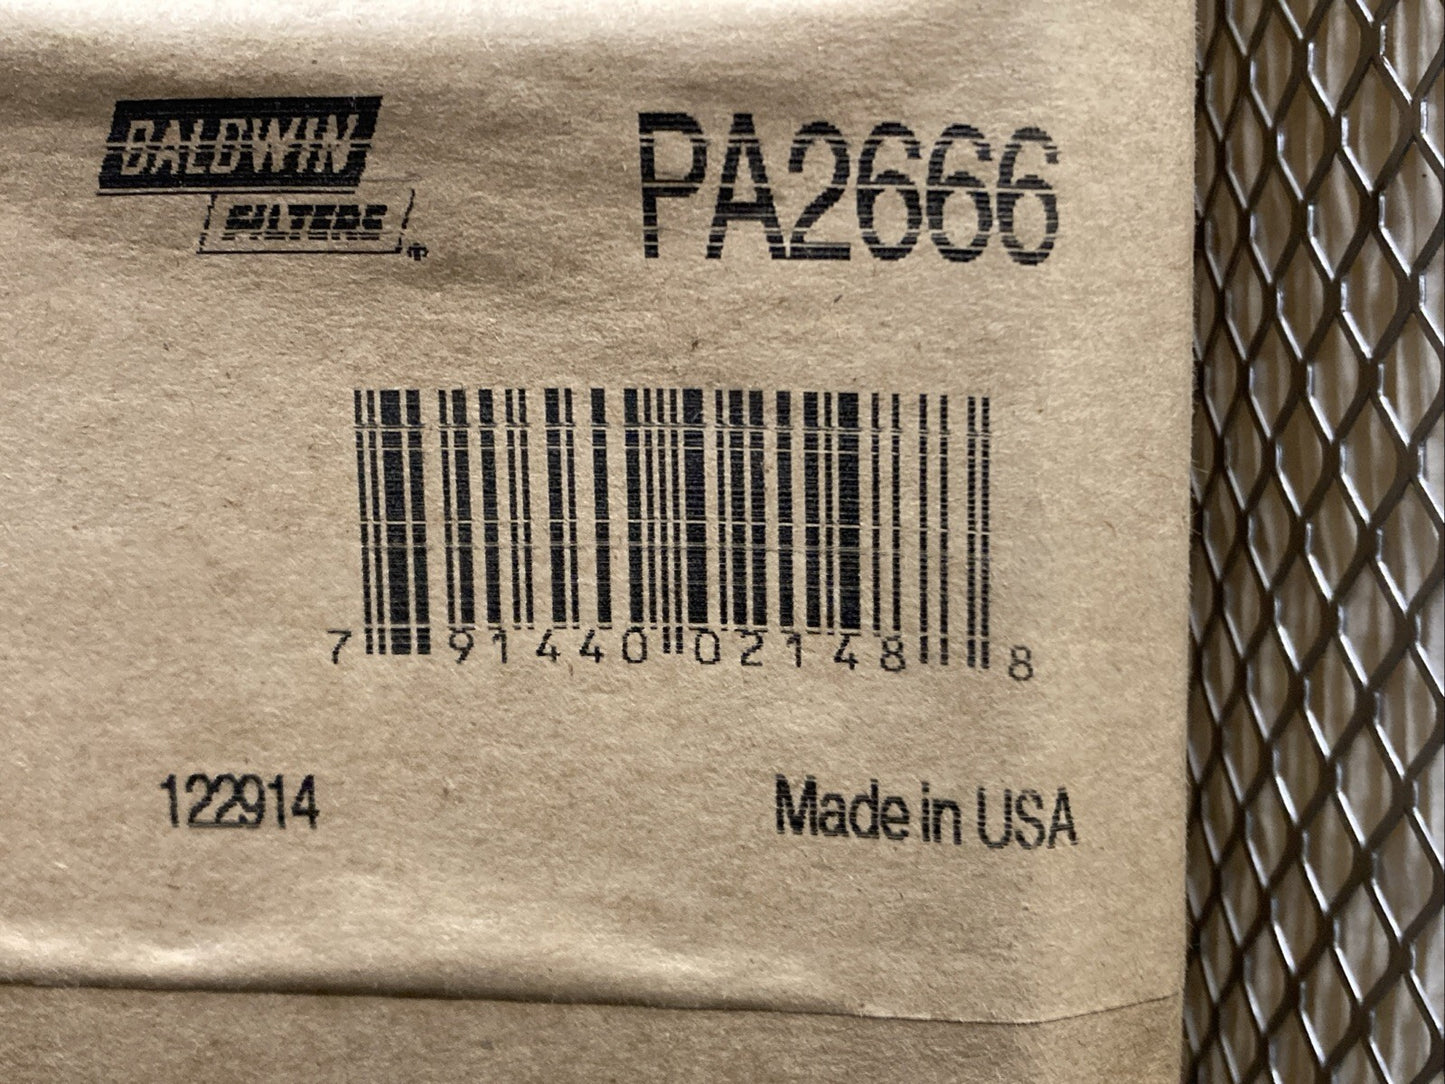 BALDWIN
FILTERS
PA2666
7 91440 02148 8
122914
Made in USA